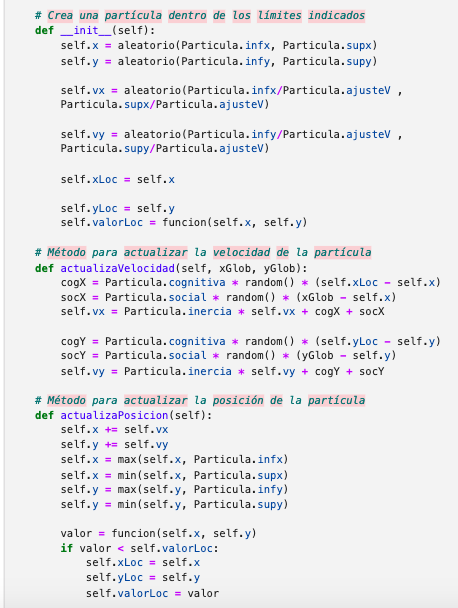 # Crea una partícula dentro de los límites indicados
def __init__(self):
    self.x = aleatorio(Particula.infx, Particula.supx)
    self.y = aleatorio(Particula.infy, Particula.supy)

    self.vx = aleatorio(Particula.infx/Particula.ajusteV ,
    Particula.supx/Particula.ajusteV)

    self.vy = aleatorio(Particula.infy/Particula.ajusteV ,
    Particula.supy/Particula.ajusteV)

    self.xLoc = self.x

    self.yLoc = self.y
    self.valorLoc = funcion(self.x, self.y)

# Método para actualizar la velocidad de la partícula
def actualizaVelocidad(self, xGlob, yGlob):
    cogX = Particula.cognitiva * random() * (self.xLoc - self.x)
    socX = Particula.social * random() * (xGlob - self.x)
    self.vx = Particula.inercia * self.vx + cogX + socX

    cogY = Particula.cognitiva * random() * (self.yLoc - self.y)
    socY = Particula.social * random() * (yGlob - self.y)
    self.vy = Particula.inercia * self.vy + cogY + socY

# Método para actualizar la posición de la partícula
def actualizaPosicion(self):
    self.x += self.vx
    self.y += self.vy
    self.x = max(self.x, Particula.infx)
    self.x = min(self.x, Particula.supx)
    self.y = max(self.y, Particula.infy)
    self.y = min(self.y, Particula.supy)

    valor = funcion(self.x, self.y)
    if valor < self.valorLoc:
        self.xLoc = self.x
        self.yLoc = self.y
        self.valorLoc = valor